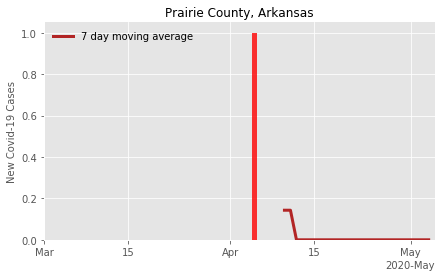 Prairie County, Arkansas
7 day moving average
New Covid-19 Cases
1.0
0.8
0.6
0.4
0.2
0.0
Mar
15
Apr
15
May
2020-May